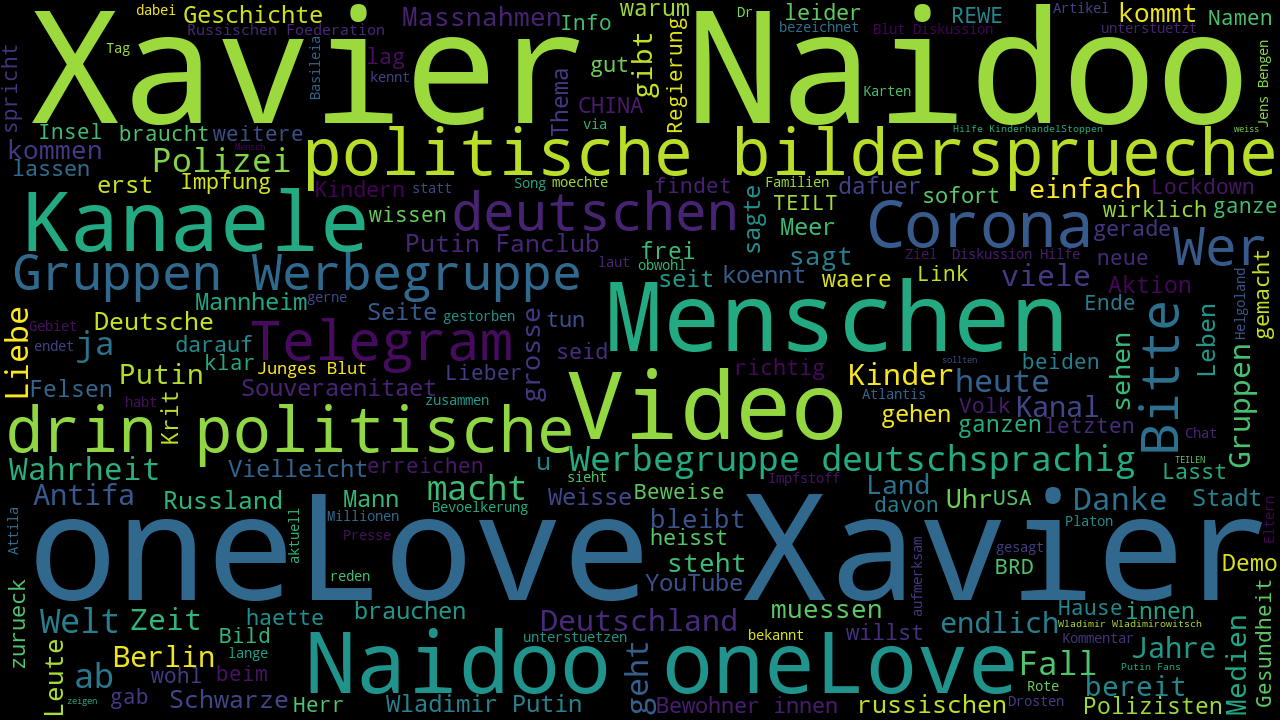 dabei Geschichte Massnahmen Info warum Dr leider REWE Artikel kommt Namen
Russischen Foederation bezeichnet Blut Diskussion unterstuetzt
Xavier Naidoo
Tag Basileia lag kennt gut gibt Regierung
spricht Thema CHINA Karten Jens Bengen
via
Insel braucht weitere Hilfe KinderhandelStoppen weiss
kommen Polizei Mensch politische bildersprueche
lassen
erst Impfung Kindern statt Song moechte findet Familien dafuer sofort einfach Lockdown
Kanaele wissen deutschen sagte TEILT Corona wirklich ganze
Meer gerade Wer
Putin Fanclub frei obwohl sagt Ziel Diskussion Hilfe neue
Gruppen Werbegruppe laut seit koennt waere Link viele Aktion gemacht
Mannheim gerne Menschen Ende Helgoland
Liebe Gebiet Deutsche Seite gestorben grosse tun Bitte Leben
endet ja darauf Telegram seid sehen
klar Junges Blut Lieber richtig sollten beiden
Felsen Putin Souveraenitaet Video Kinder heute Gruppen
habt Krit zusammen Atlantis Volk Kanal
drin politische gehen ganzen letzten Chat
Wahrheit Vielleicht erreichen u Werbegruppe deutschsprachig TEILEN Lasst
sieht Impfstoff
Antifa Russland Mann macht Weisse Beweise Land davon Uhr USA Danke Stadt
Attila Millionen Bevoelkerung bleibt Platon Eltern
oneLove Xavier
aktuell Presse heisst gesagt
reden steht aufmerksam BRD Demo
zurueck YouTube
Welt Zeit haette brauchen Deutschland muessen endlich Hause innen
Bild unterstuetzen bekannt willst Wladimir Wladimirowitsch
Leute Berlin lange Kommentar Jahre Medien Gesundheit
ab wohl beim Naidoo oneLove Fall Putin Fans
geht Rote bereit
zeigen gab Schwarze Herr Wladimir Putin Bewohner innen russischen Drosten Polizisten